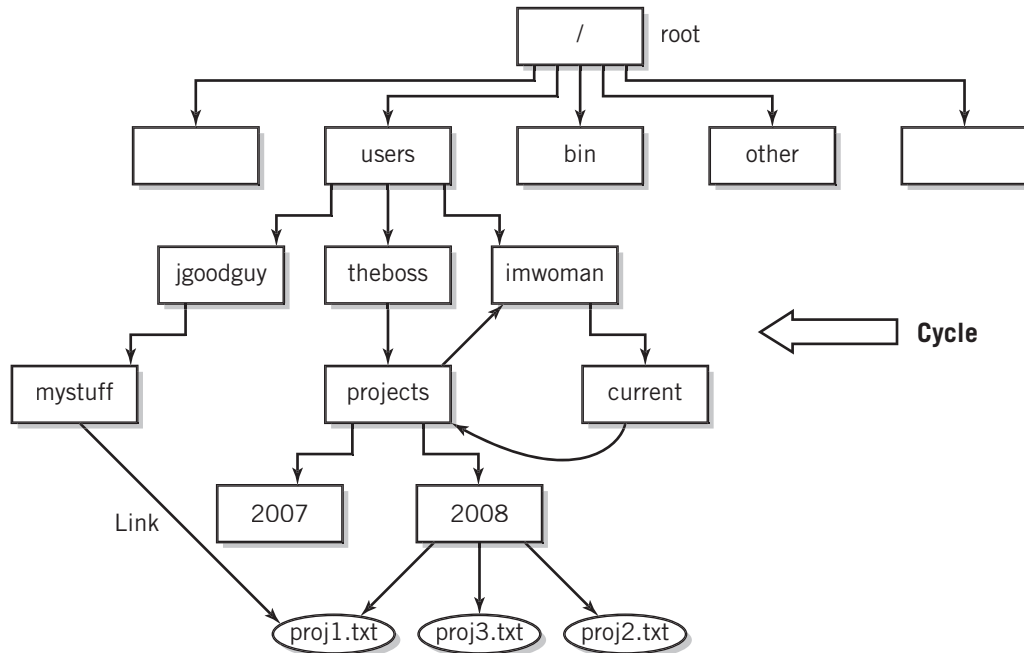 / root
users bin other
jgoodguy theboss imwoman
Cycle
mystuff projects current
2007 2008
Link
proj1.txt proj3.txt proj2.txt